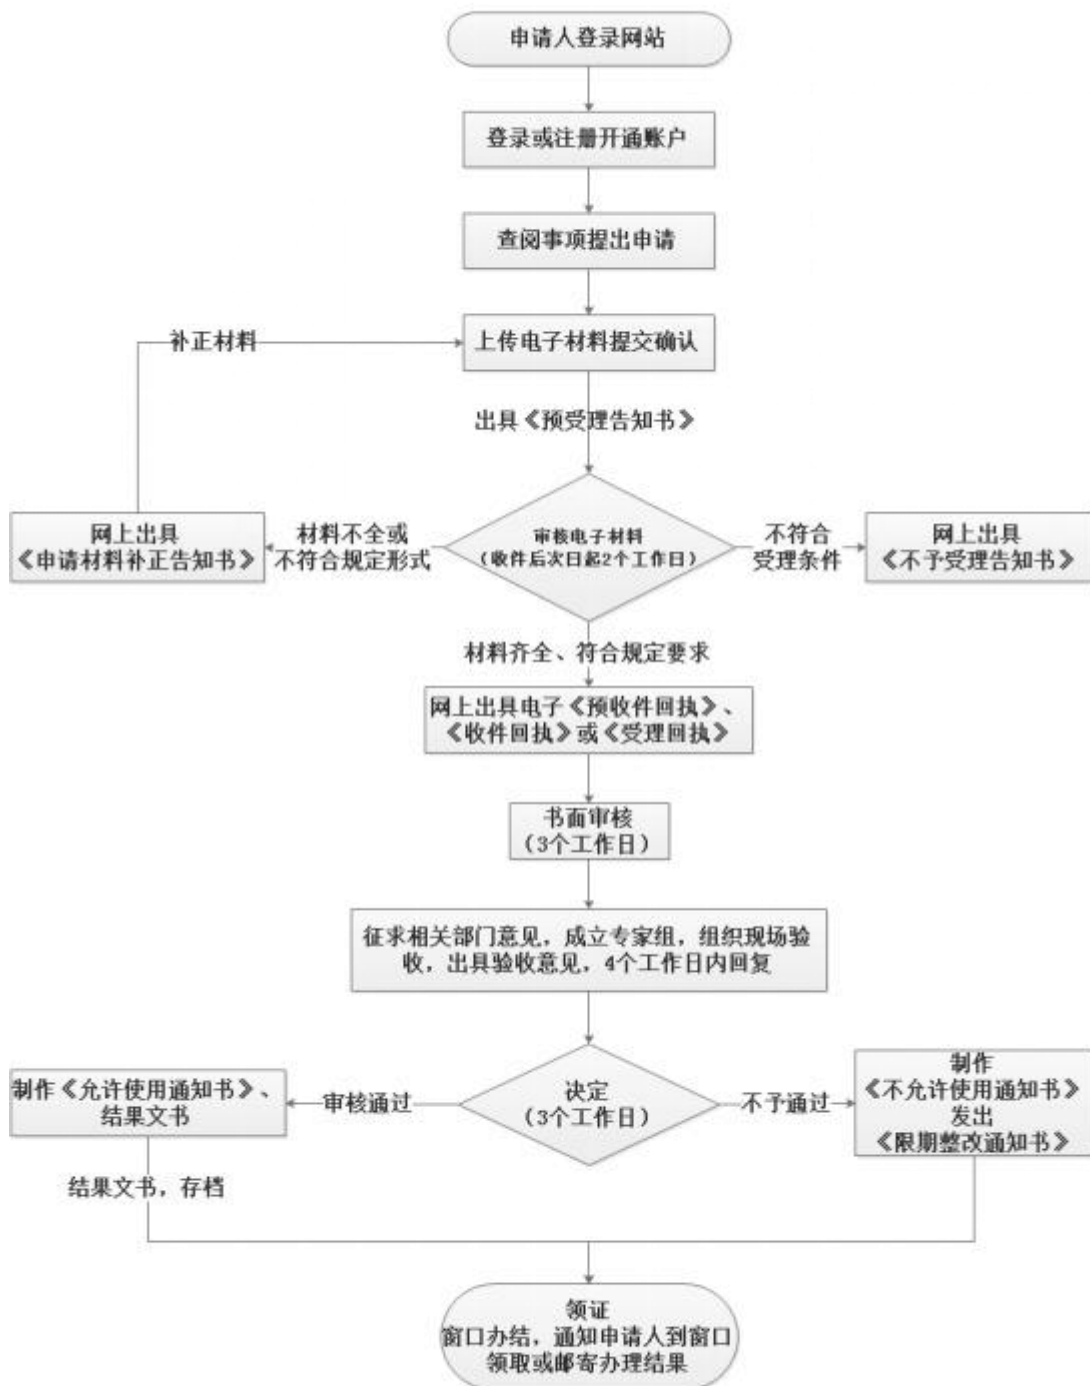 申请人登录网站
登录或注册开通账户
查阅事项提出申请
补正材料
上传电子材料提交确认
出具《预受理告知书》
网上出具
《申请材料补正告知书》
材料不全或
不符合规定形式
审核电子材料
（收件后次日起2个工作日）
不符合
受理条件
网上出具
《不予受理告知书》
材料齐全、符合规定要求
网上出具电子《预收件回执》、
《收件回执》或《受理回执》
书面审核
（3个工作日）
征求相关部门意见，成立专家组，组织现场验
收，出具验收意见，4个工作日内回复
制作《允许使用通知书》、
结果文书
审核通过
决定
（3个工作日）
不予通过
制作
《不允许使用通知书》
发出
《限期整改通知书》
结果文书，存档
领证
窗口办结，通知申请人到窗口
领取或邮寄办理结果